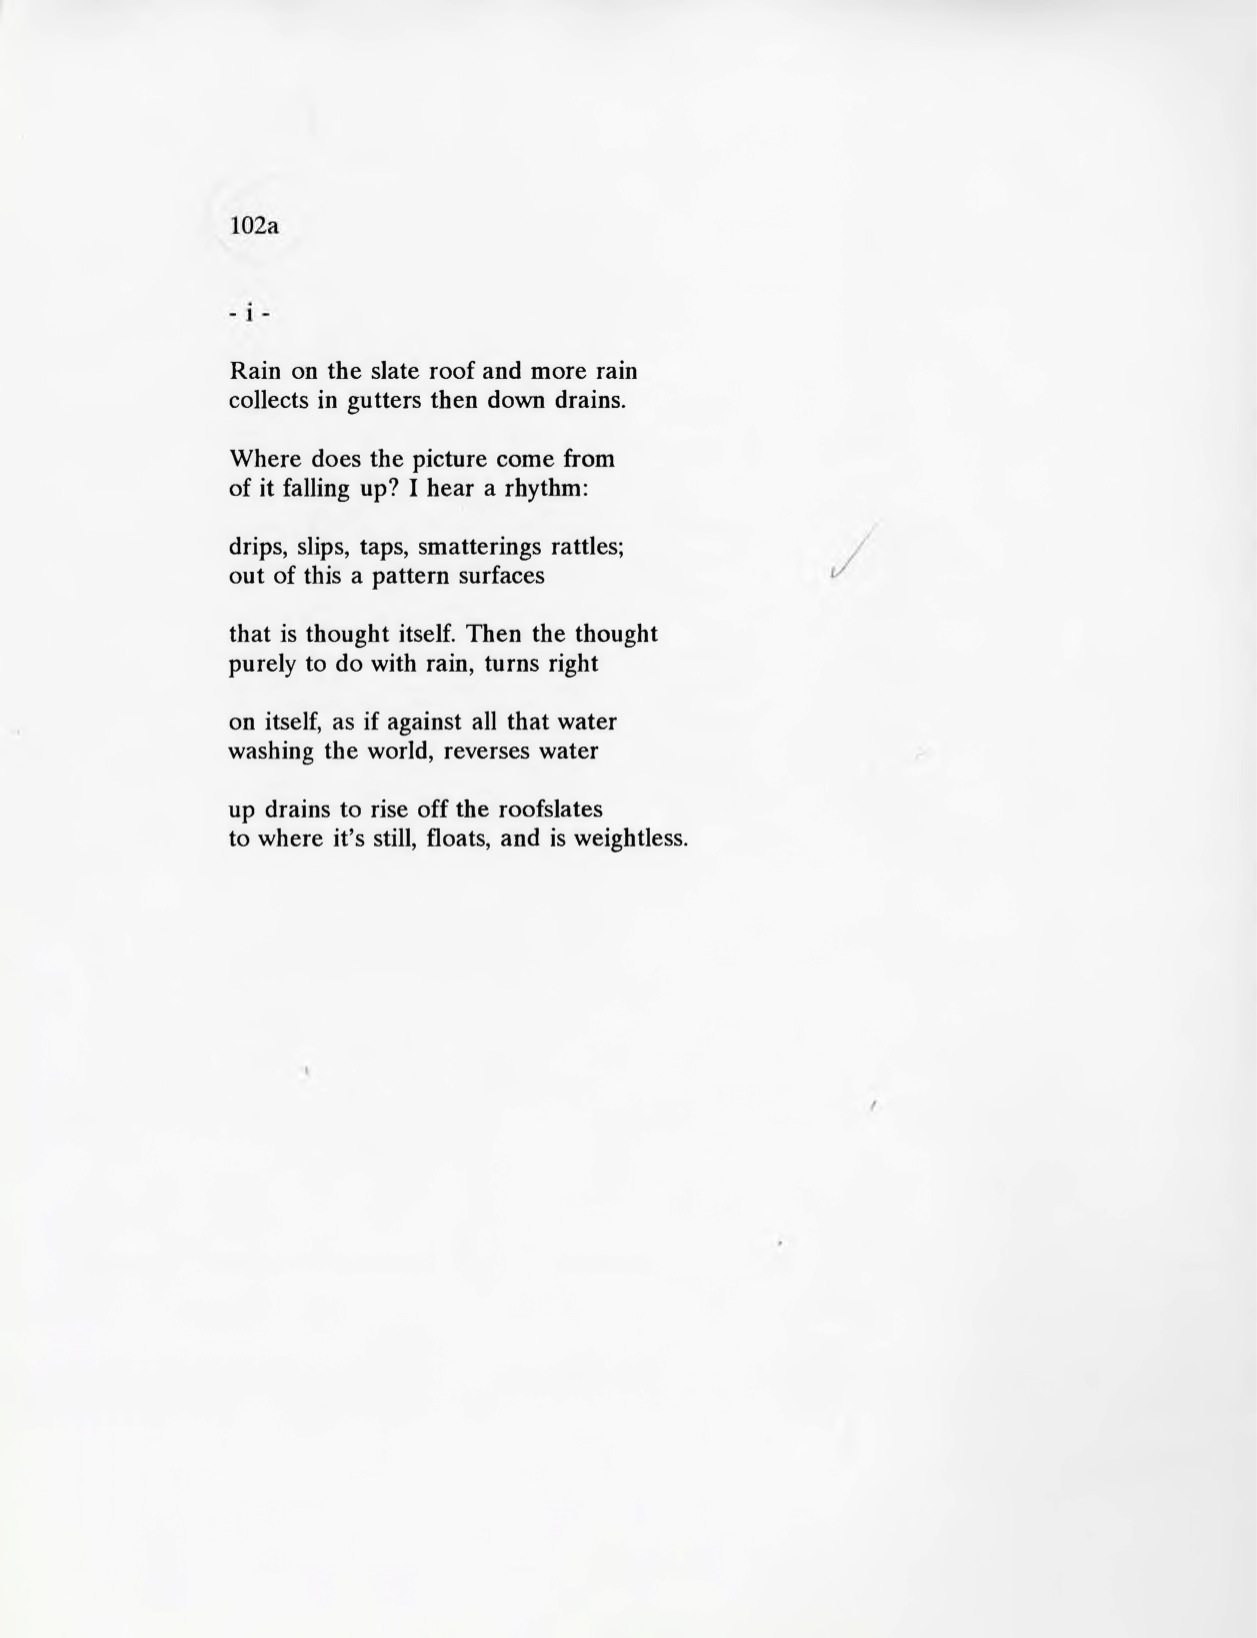 102a
- i -
Rain on the slate roof and more rain
collects in gutters then down drains.
Where does the picture come from
of it falling up? I hear a rhythm:
drips, slips, taps, smatterings rattles;
out of this a pattern surfaces
that is thought itself. Then the thought
purely to do with rain, turns right
on itself, as if against all that water
washing the world, reverses water
up drains to rise off the roofslates
to where it's still, floats, and is weightless.